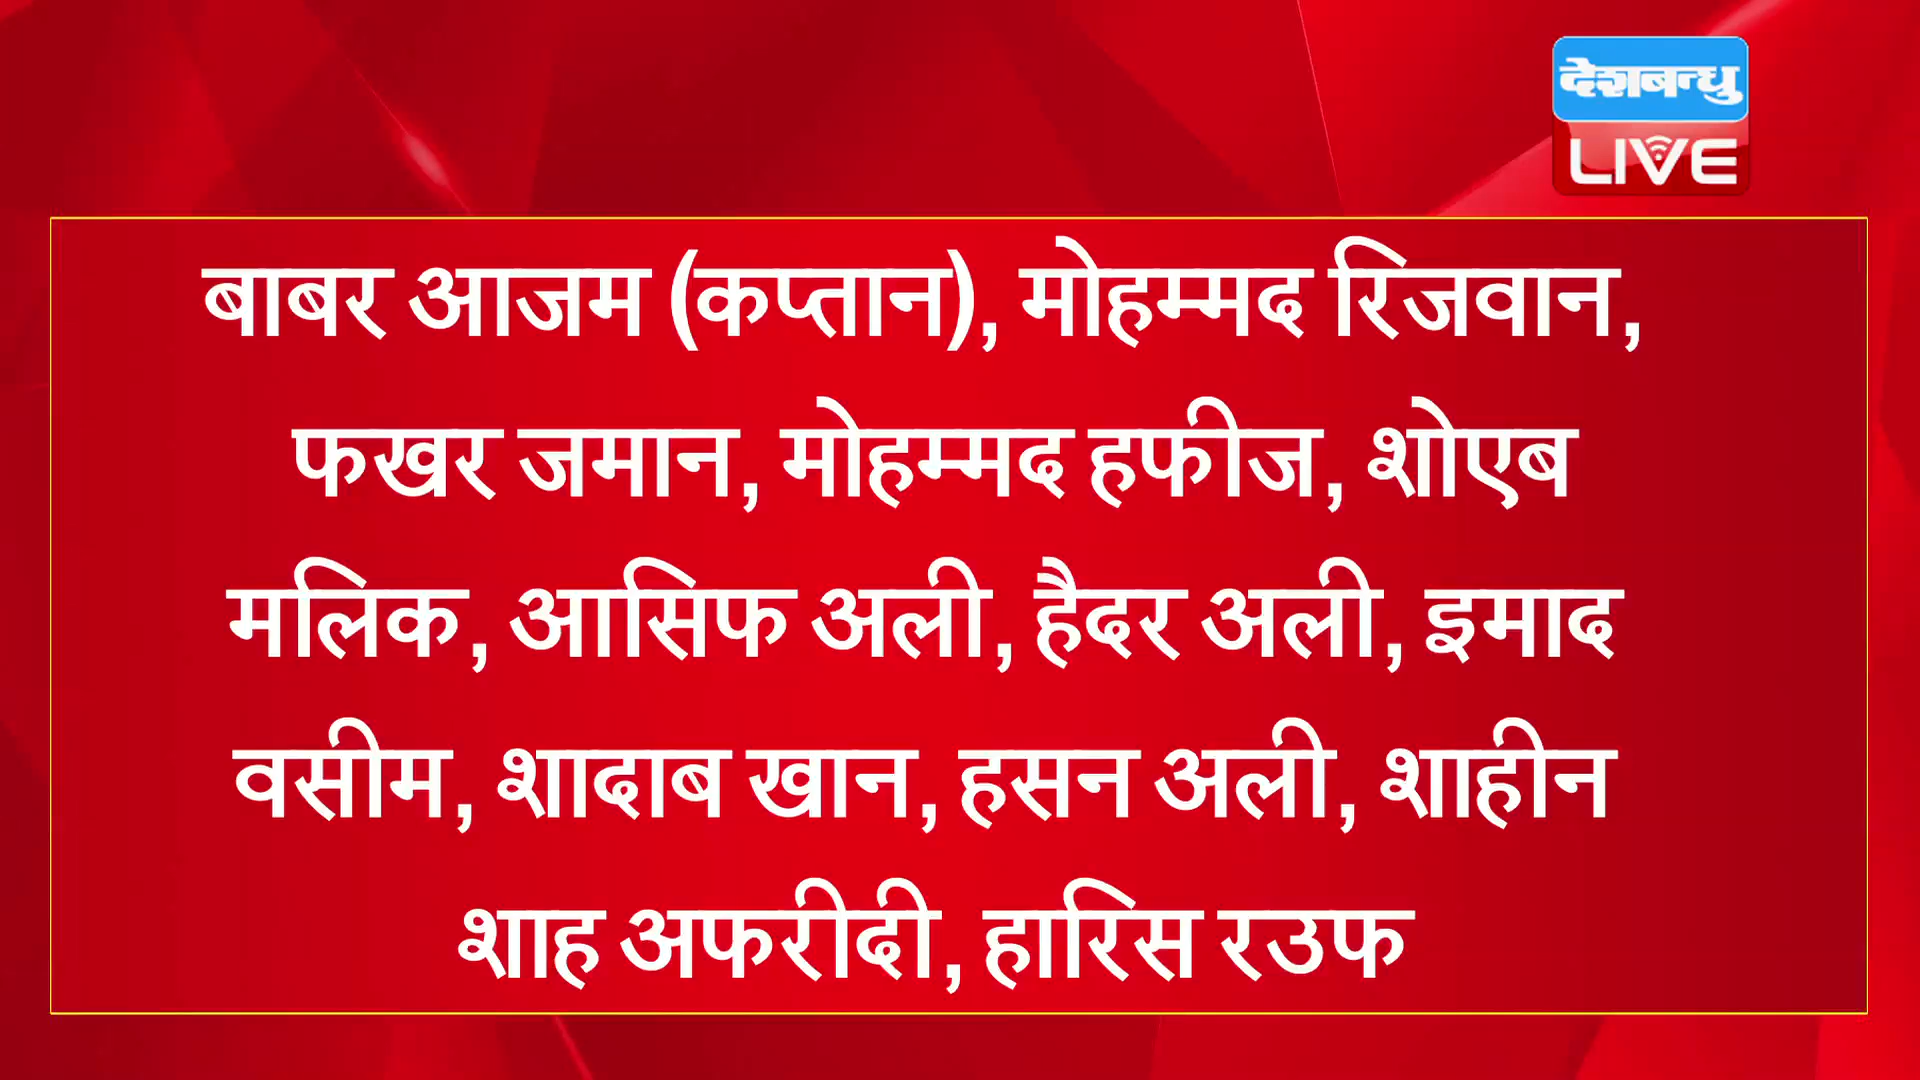 देशबन्धु
LIVE
बाबर आजम (कप्तान), मोहम्मद रिजवान,
फखर जमान, मोहम्मद हफीज, शोएब
मलिक, आसिफ अली, हैदर अली, इमाद
वसीम, शादाब खान, हसन अली, शाहीन
शाह अफरीदी, हारिस रउफ